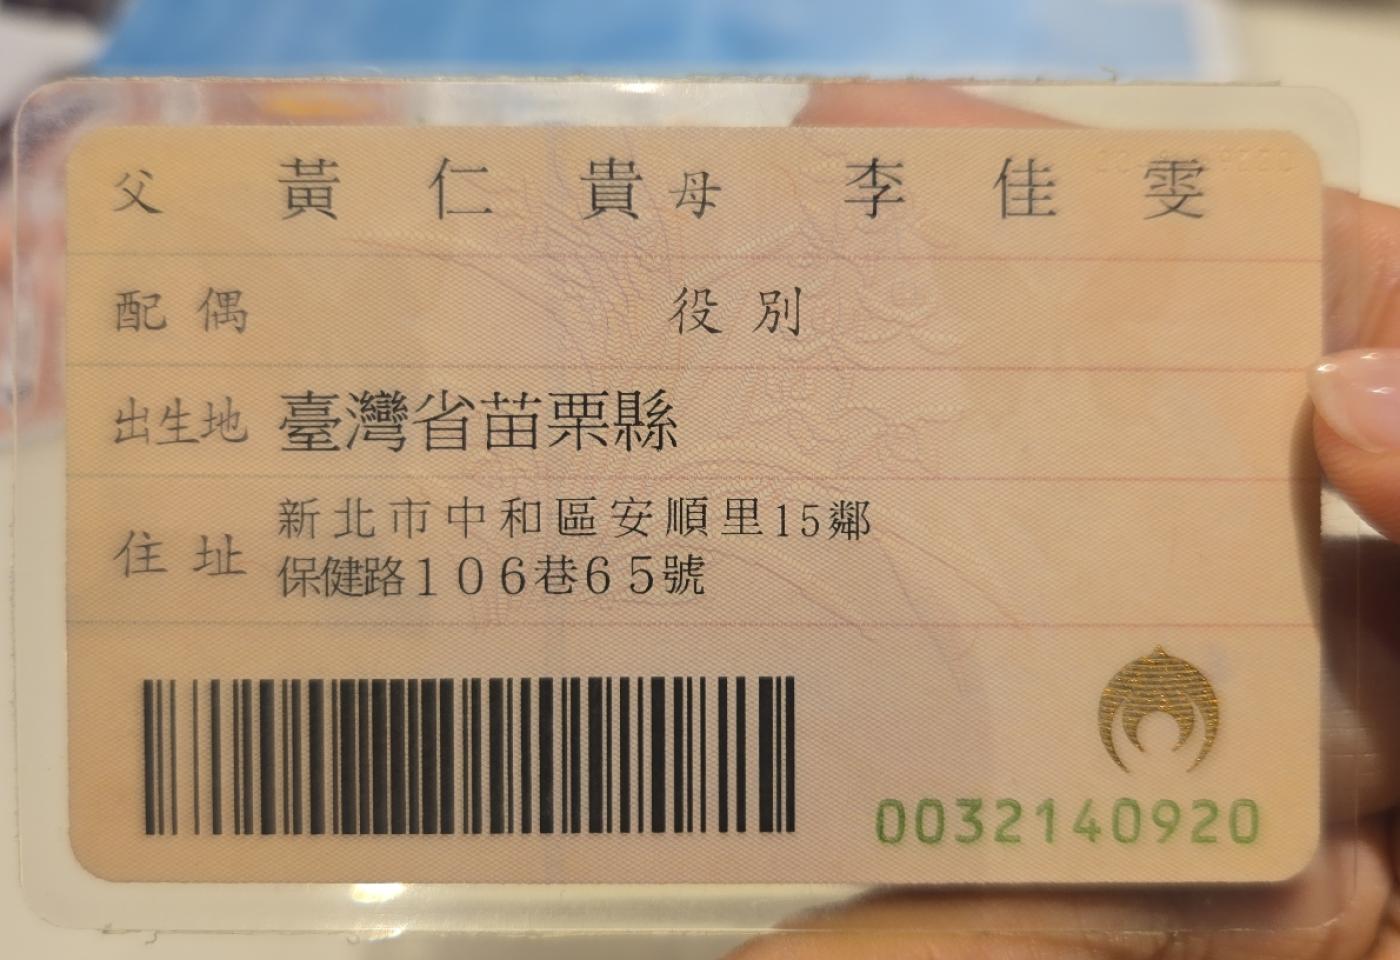 父 黃仁貴 母 李佳雯
配偶 役別
出生地 臺灣省苗栗縣
住址 新北市中和區安順里15鄰
保健路106巷65號
0032140920